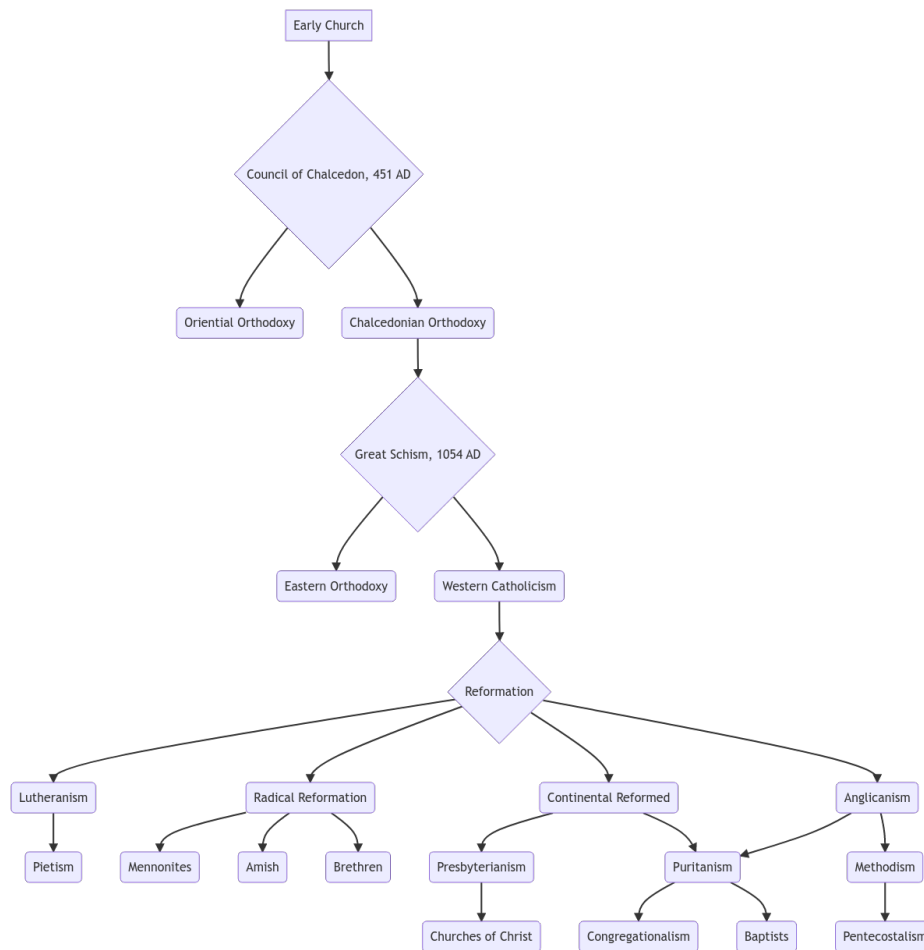 Early Church
Council of Chalcedon, 451 AD
Oriential Orthodoxy
Chalcedonian Orthodoxy
Great Schism, 1054 AD
Eastern Orthodoxy
Western Catholicism
Reformation
Lutheranism
Radical Reformation
Continental Reformed
Anglicanism
Pietism
Mennonites
Amish
Brethren
Presbyterianism
Puritanism
Methodism
Churches of Christ
Congregationalism
Baptists
Pentecostalism